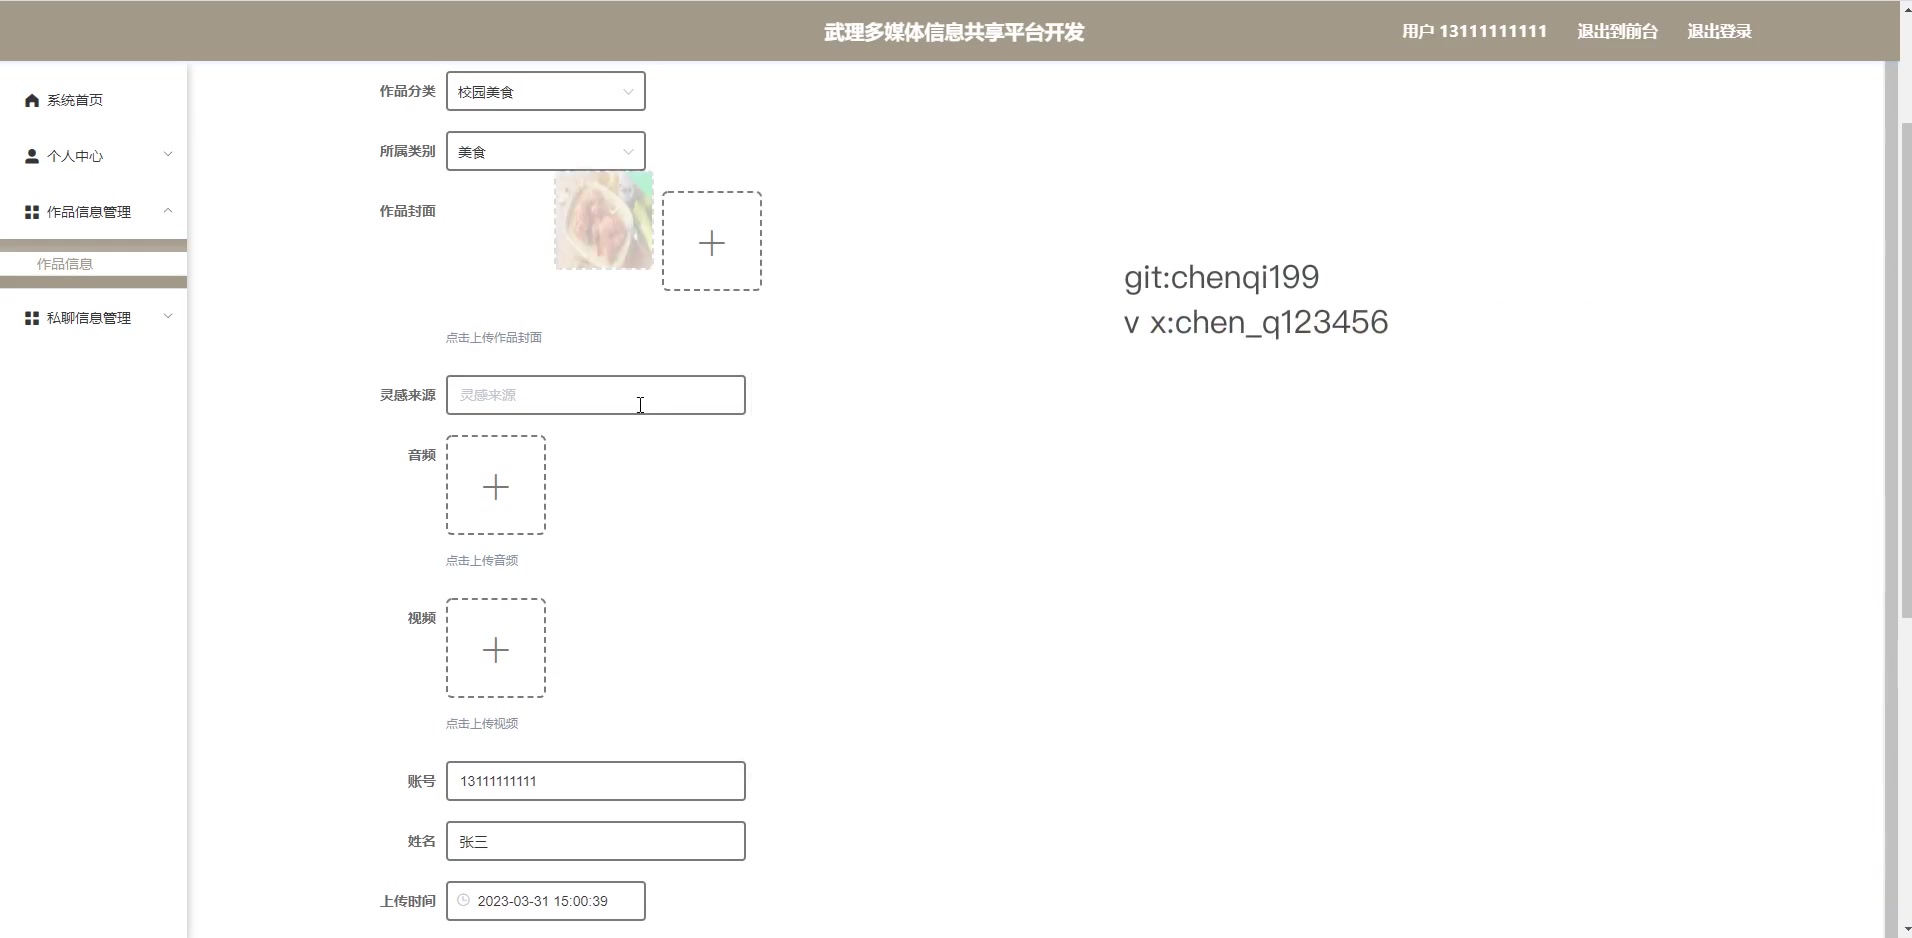 武理多媒体信息共享平台开发
用户 13111111111 退出到前台 退出登录
系统首页
个人中心
作品信息管理
作品信息
私聊信息管理
作品分类 校园美食
所属类别 美食
作品封面
点击上传作品封面
灵感来源 灵感来源
音频
点击上传音频
视频
点击上传视频
账号 13111111111
姓名 张三
上传时间 2023-03-31 15:00:39
git:chenqi199
v x:chen_q123456